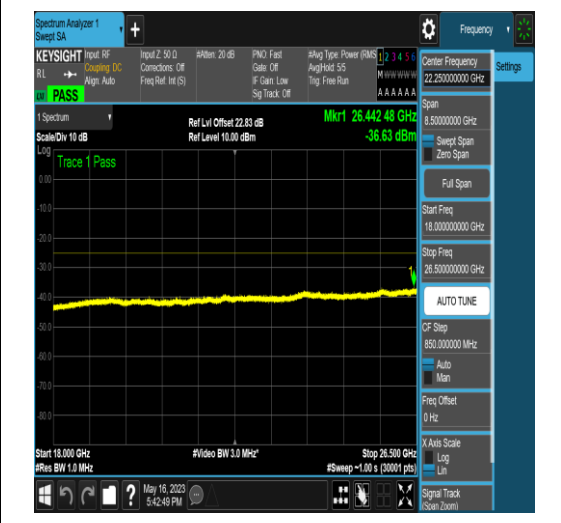 Spectrum Analyzer 1
Swept SA
+
Frequency
KEYSIGHT
RL
Input: RF
Coupling: DC
Align: Auto
Input Z: 50 Ω
Corrections: Off
Freq Ref: Int (S)
#Atten: 20 dB
PNO: Fast
Gate: Off
IF Gain: Low
Sig Track: Off
#Avg Type: Power (RMS
Avg|Hold: 5/5
Trig: Free Run
1 2 3 4 5 6
M W W W W W
A A A A A A
PASS
1 Spectrum
Scale/Div 10 dB
Ref Lvl Offset 22.83 dB
Ref Level 10.00 dBm
Mkr1 26.442 48 GHz
-36.63 dBm
Log
Trace 1 Pass
0.00
-10.0
-20.0
-30.0
-40.0
-50.0
-60.0
-70.0
-80.0
1
Start 18.000 GHz
#Res BW 1.0 MHz
#Video BW 3.0 MHz*
Stop 26.500 GHz
#Sweep ~1.00 s (30001 pts)
May 16, 2023
5:42:49 PM
?
Center Frequency
22.250000000 GHz
Settings
Span
8.50000000 GHz
Swept Span
Zero Span
Full Span
Start Freq
18.000000000 GHz
Stop Freq
26.500000000 GHz
AUTO TUNE
CF Step
850.000000 MHz
Auto
Man
Freq Offset
0 Hz
X Axis Scale
Log
Lin
Signal Track
(Span Zoom)